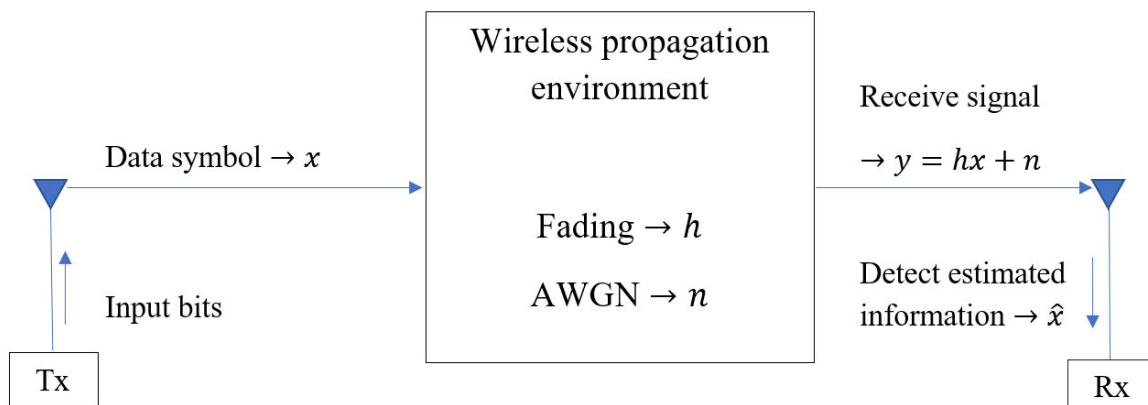 Wireless propagation
environment
Data symbol → x
Receive signal
→ y = hx + n
Fading → h
AWGN → n
Input bits
Detect estimated
information → x̂
Tx
Rx